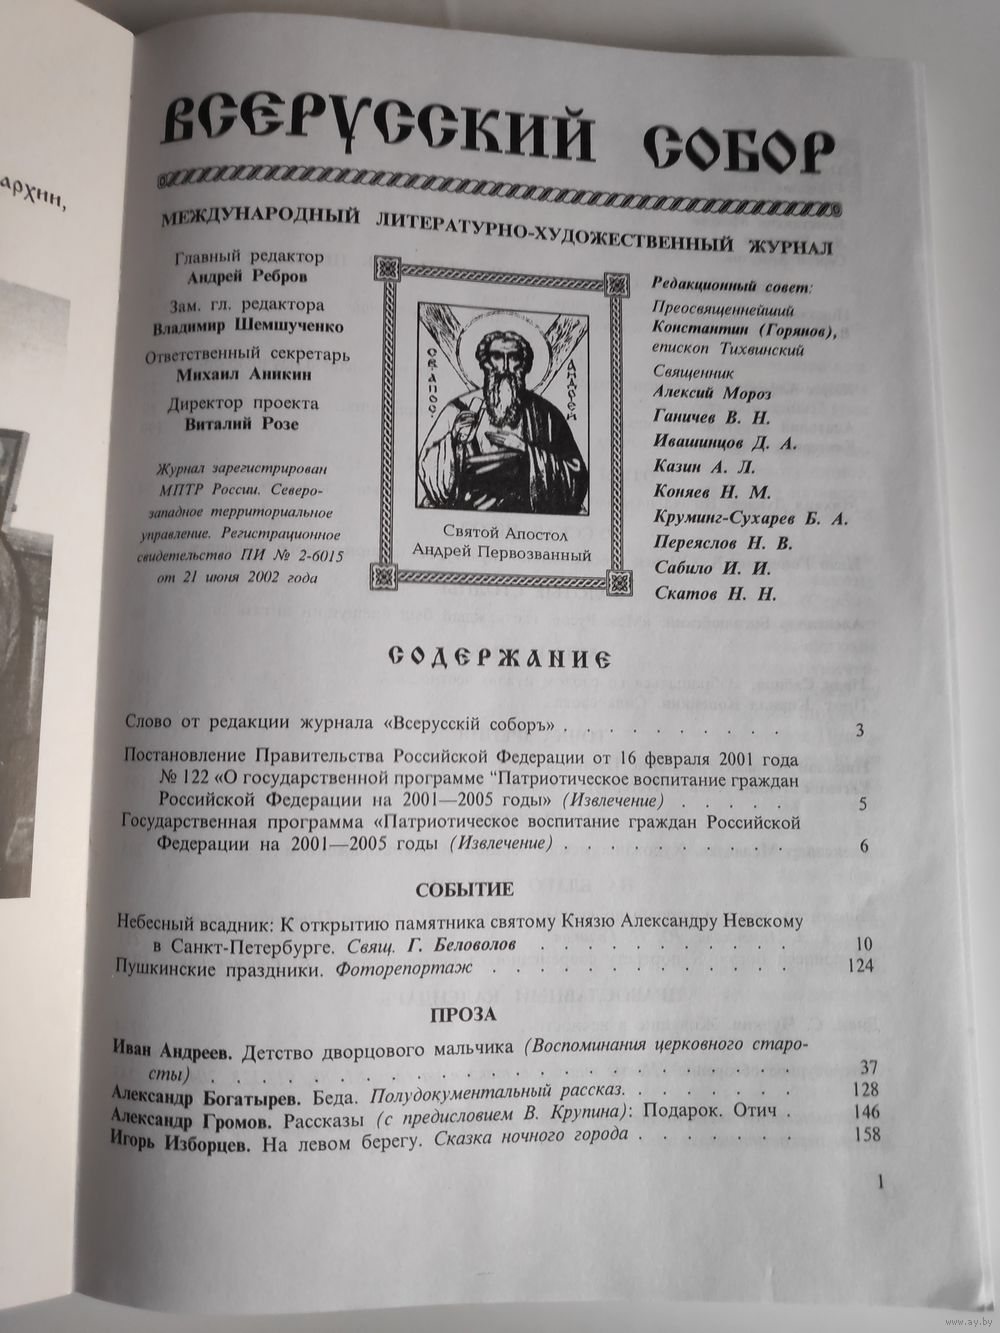 архии,
ВСЕРУССКИЙ СОБОР
МЕЖДУНАРОДНЫЙ ЛИТЕРАТУРНО-ХУДОЖЕСТВЕННЫЙ ЖУРНАЛ
Главный редактор
Андрей Ребров
Зам. гл. редактора
Владимир Шемшученко
Ответственный секретарь
Михаил Аникин
Директор проекта
Виталий Розе
Журнал зарегистрирован
МПТР России. Северо-
западное территориальное
управление. Регистрационное
свидетельство ПИ № 2-6015
от 21 июня 2002 года
Святой Апостол
Андрей Первозванный
Редакционный совет:
Преосвященнейший
Константин (Горянов),
епископ Тихвинский
Священник
Алексий Мороз
Ганичев В. Н.
Ивашинцов Д. А.
Казин А. Л.
Коняев Н. М.
Круминг-Сухарев Б. А.
Переяслов Н. В.
Сабило И. И.
Скатов Н. Н.
СОДЕРЖАНИЕ
Слово от редакции журнала «Всерусскiй соборъ» . . . . . . . . . . 3
Постановление Правительства Российской Федерации от 16 февраля 2001 года
№ 122 «О государственной программе "Патриотическое воспитание граждан
Российской Федерации на 2001—2005 годы» (Извлечение) . . . . . 5
Государственная программа «Патриотическое воспитание граждан Российской
Федерации на 2001—2005 годы (Извлечение) . . . . . . . . . . 6
СОБЫТИЕ
Небесный всадник: К открытию памятника святому Князю Александру Невскому
в Санкт-Петербурге. Свящ. Г. Беловолов . . . . . . . . . . . 10
Пушкинские праздники. Фоторепортаж . . . . . . . . . . . . . 124
ПРОЗА
Иван Андреев. Детство дворцового мальчика (Воспоминания церковного старо-
сты) . . . . . . . . . . . . . . . . . . . . . . . . . 37
Александр Богатырев. Беда. Полудокументальный рассказ. . . . . . . . 128
Александр Громов. Рассказы (с предисловием В. Крупина): Подарок. Отич . 146
Игорь Изборцев. На левом берегу. Сказка ночного города . . . . . . . 158
1
www.ay.by